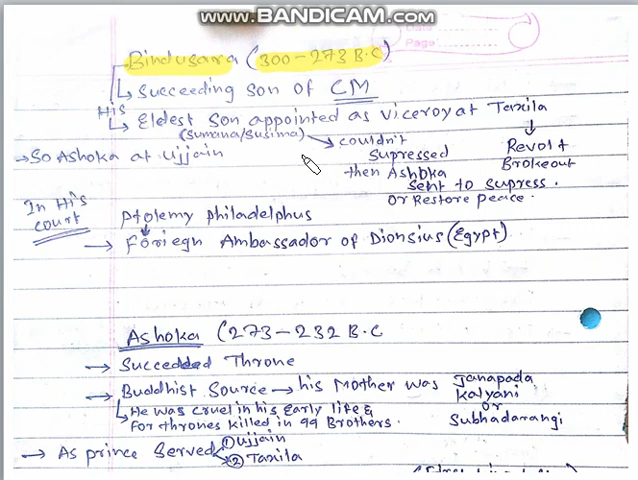 www.BANDICAM.com
Date
Page:
Bindusara (300-273 B.C)
↳ Succeeding son of CM
His
↳ Eldest Son appointed as viceroy at Taxila
(Sumana/Susima) → couldn't supressed then Ashoka sent to supress. or Restore peace.
↓ Revolt Brokeout
→ So Ashoka at Ujjain
In His court
Ptolemy Philadelphus
→ Foriegn Ambassador of Dionsius (Egypt)
Ashoka (273-232 B.C
→ Succeeded Throne
→ Buddhist Source → his Mother was Janapada Kalyani or Subhadarangi
↳ He was cruel in his early life &
for thrones killed in 99 Brothers.
→ As prince Served ① Ujjain
② Taxila